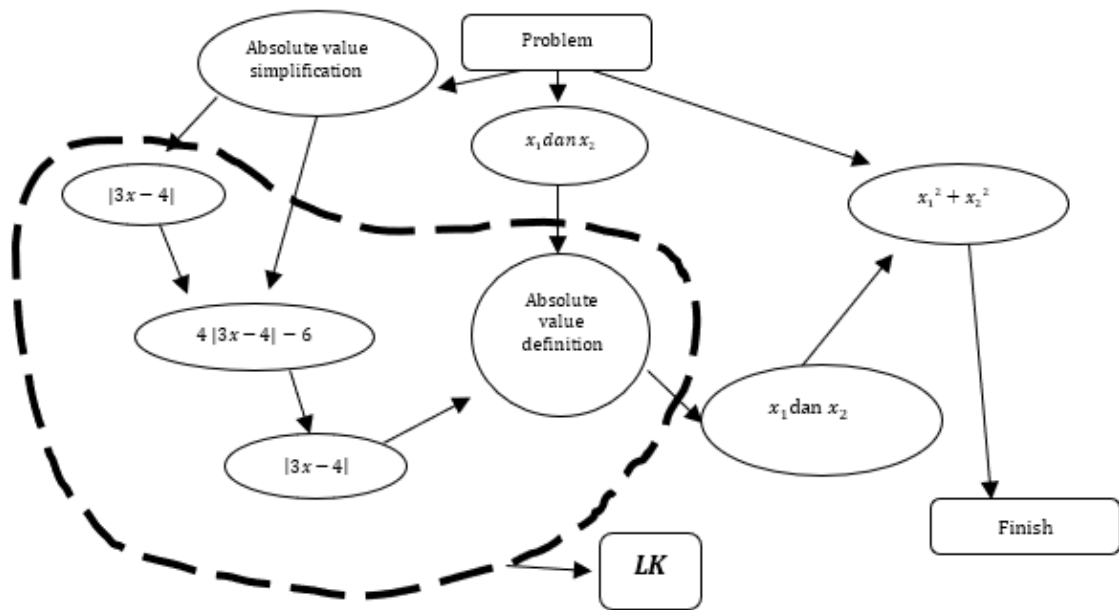 Problem
Absolute value
simplification
x₁ dan x₂
|3x − 4|
x₁² + x₂²
Absolute
value
definition
4 |3x − 4| − 6
x₁ dan x₂
|3x − 4|
Finish
LK